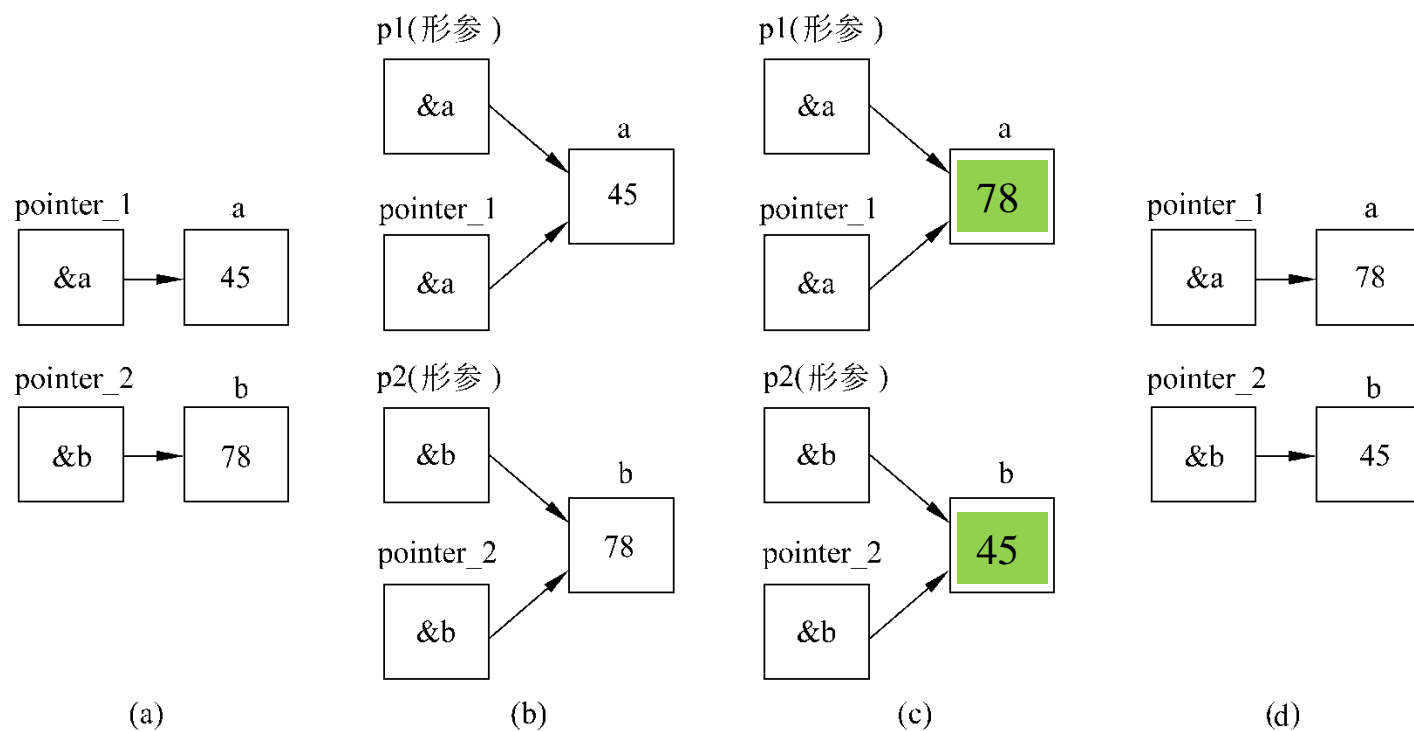 pointer_1
a
&a
45
pointer_2
b
&b
78
(a)
p1(形参)
&a
a
45
pointer_1
&a
p2(形参)
&b
b
78
pointer_2
&b
(b)
p1(形参)
&a
a
78
pointer_1
&a
p2(形参)
&b
b
45
pointer_2
&b
(c)
pointer_1
a
&a
78
pointer_2
b
&b
45
(d)